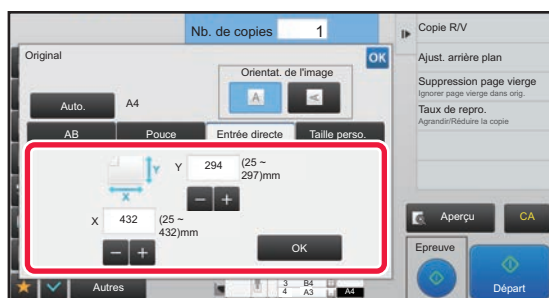 Nb. de copies 1
Original
OK
Orientat. de l'image
A A
Auto. A4
AB Pouce Entrée directe Taille perso.
Y Y 294 (25 ~
297)mm
X
X 432 (25 ~
432)mm
OK
Autres
3 B4
4 A3 A4
Copie R/V
Ajust. arrière plan
Suppression page vierge
Ignorer page vierge dans orig.
Taux de repro.
Agrandir/Réduire la copie
Aperçu CA
Epreuve
Départ